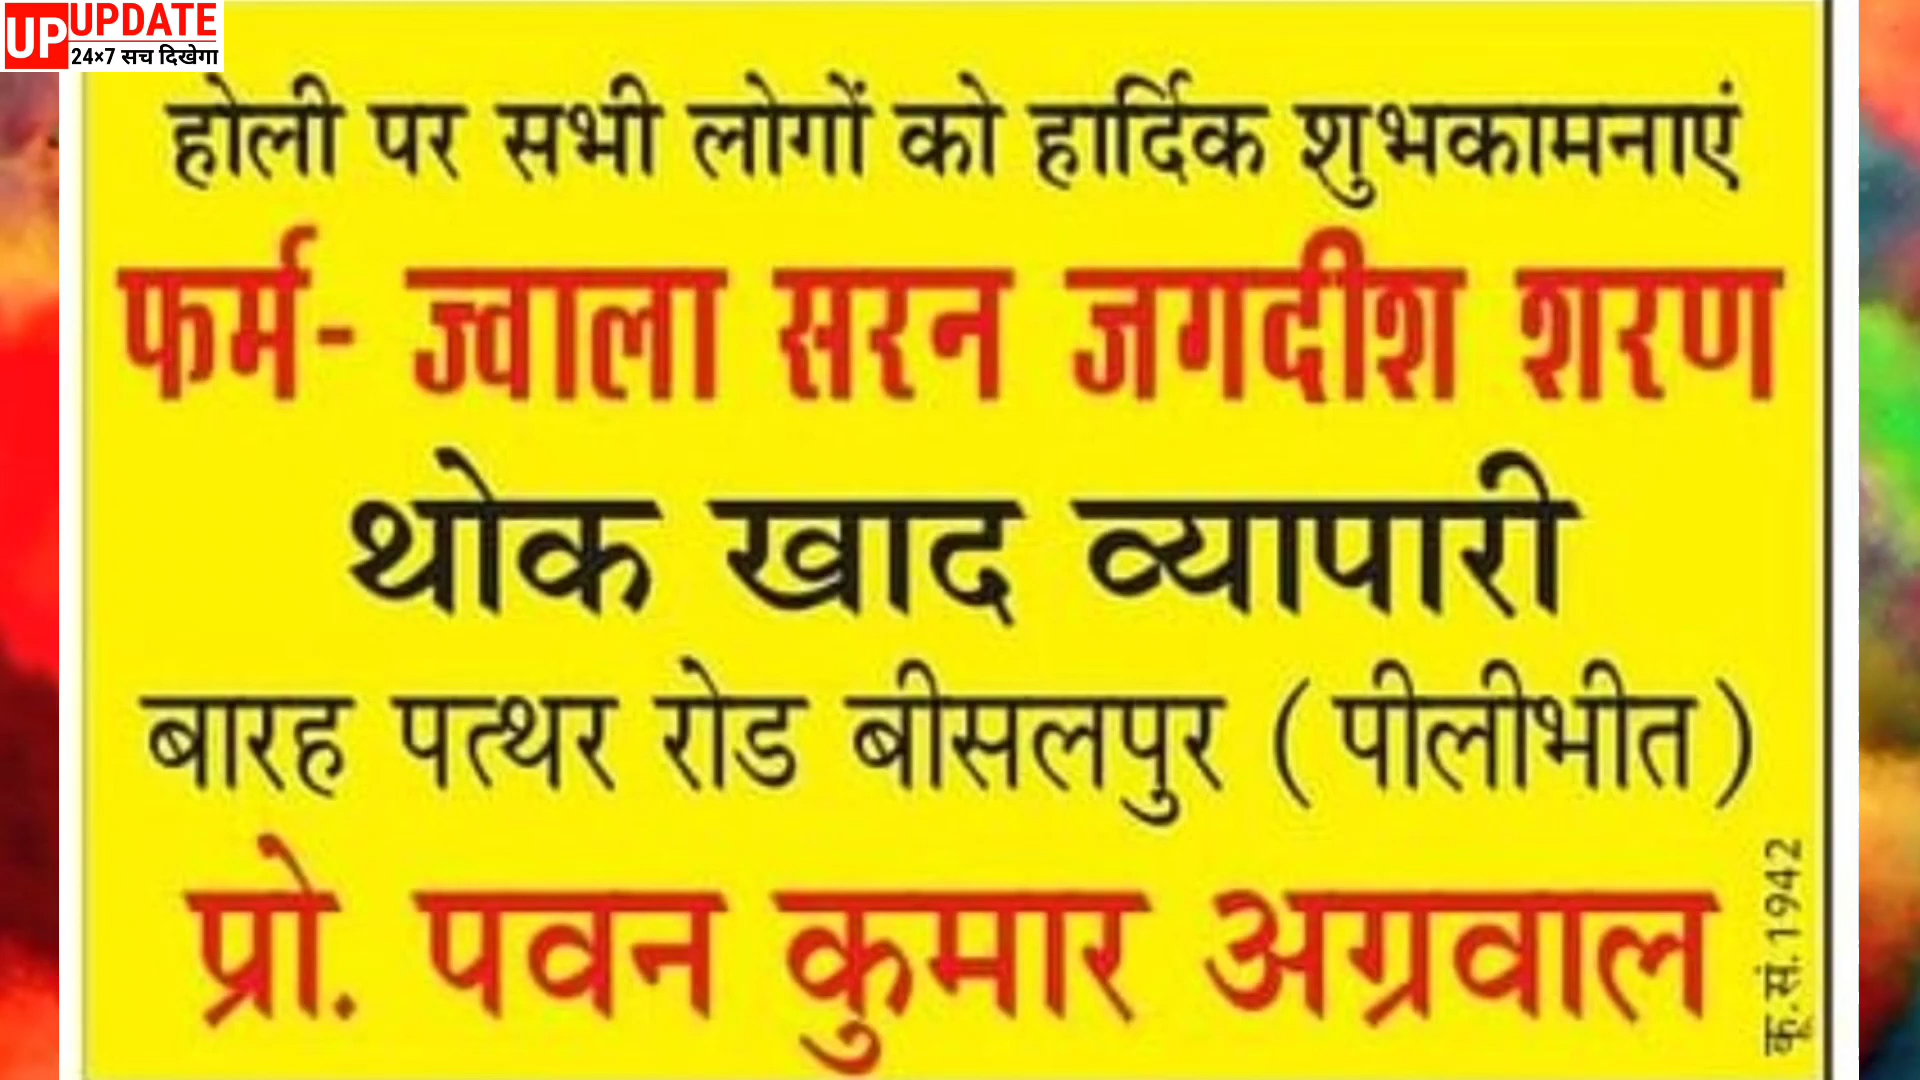 UP UPDATE
24×7 सच दिखेगा
होली पर सभी लोगों को हार्दिक शुभकामनाएं
फर्म- ज्वाला सरन जगदीश शरण
थोक खाद व्यापारी
बारह पत्थर रोड बीसलपुर (पीलीभीत)
प्रो. पवन कुमार अग्रवाल
कू.सं.1942